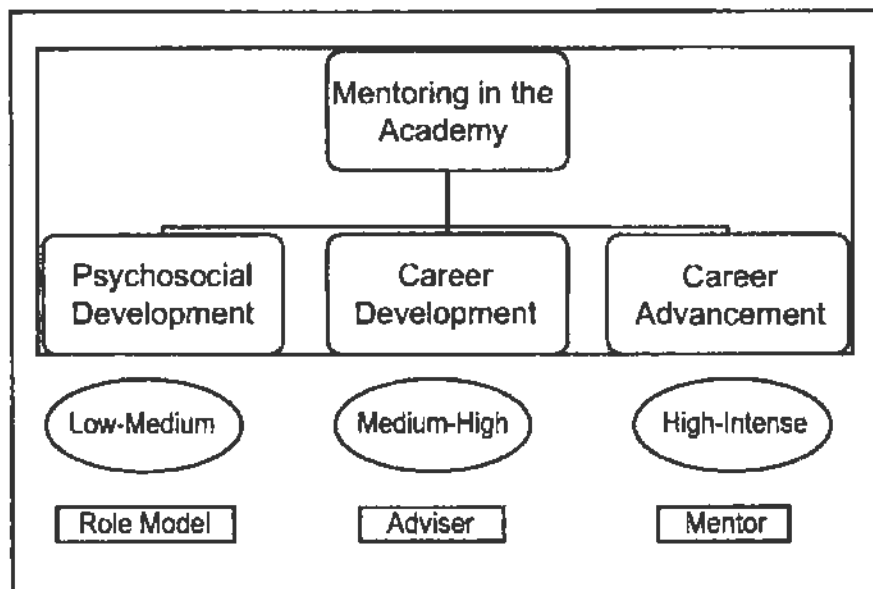 Mentoring in the
Academy
Psychosocial
Development
Career
Development
Career
Advancement
Low-Medium
Medium-High
High-Intense
Role Model
Adviser
Mentor